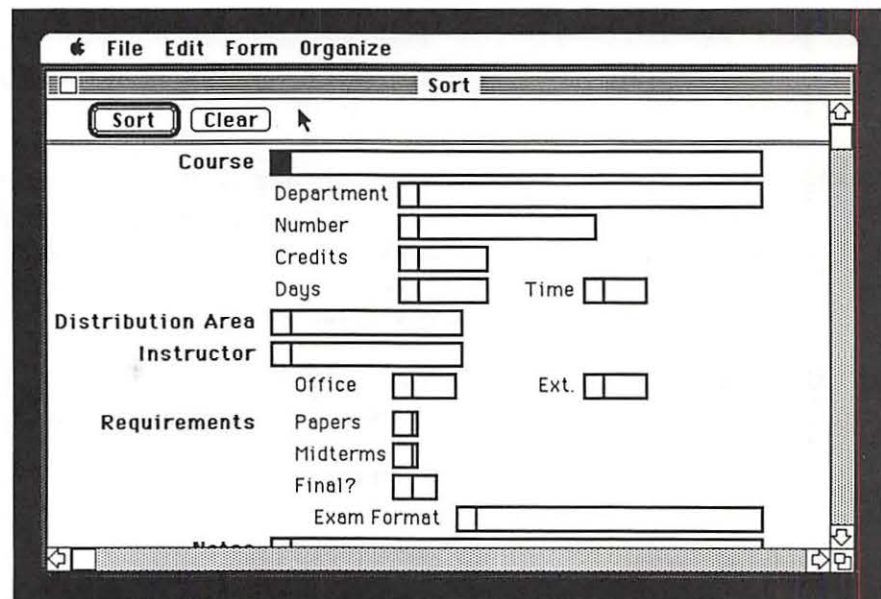 File Edit Form Organize
Sort
Sort Clear
Course
Department
Number
Credits
Days Time
Distribution Area
Instructor
Office Ext.
Requirements Papers
Midterms
Final?
Exam Format
Notes